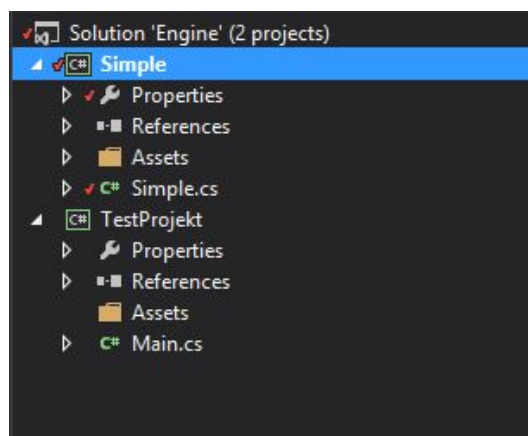 Solution 'Engine' (2 projects)
C# Simple
Properties
References
Assets
C# Simple.cs
C# TestProjekt
Properties
References
Assets
C# Main.cs